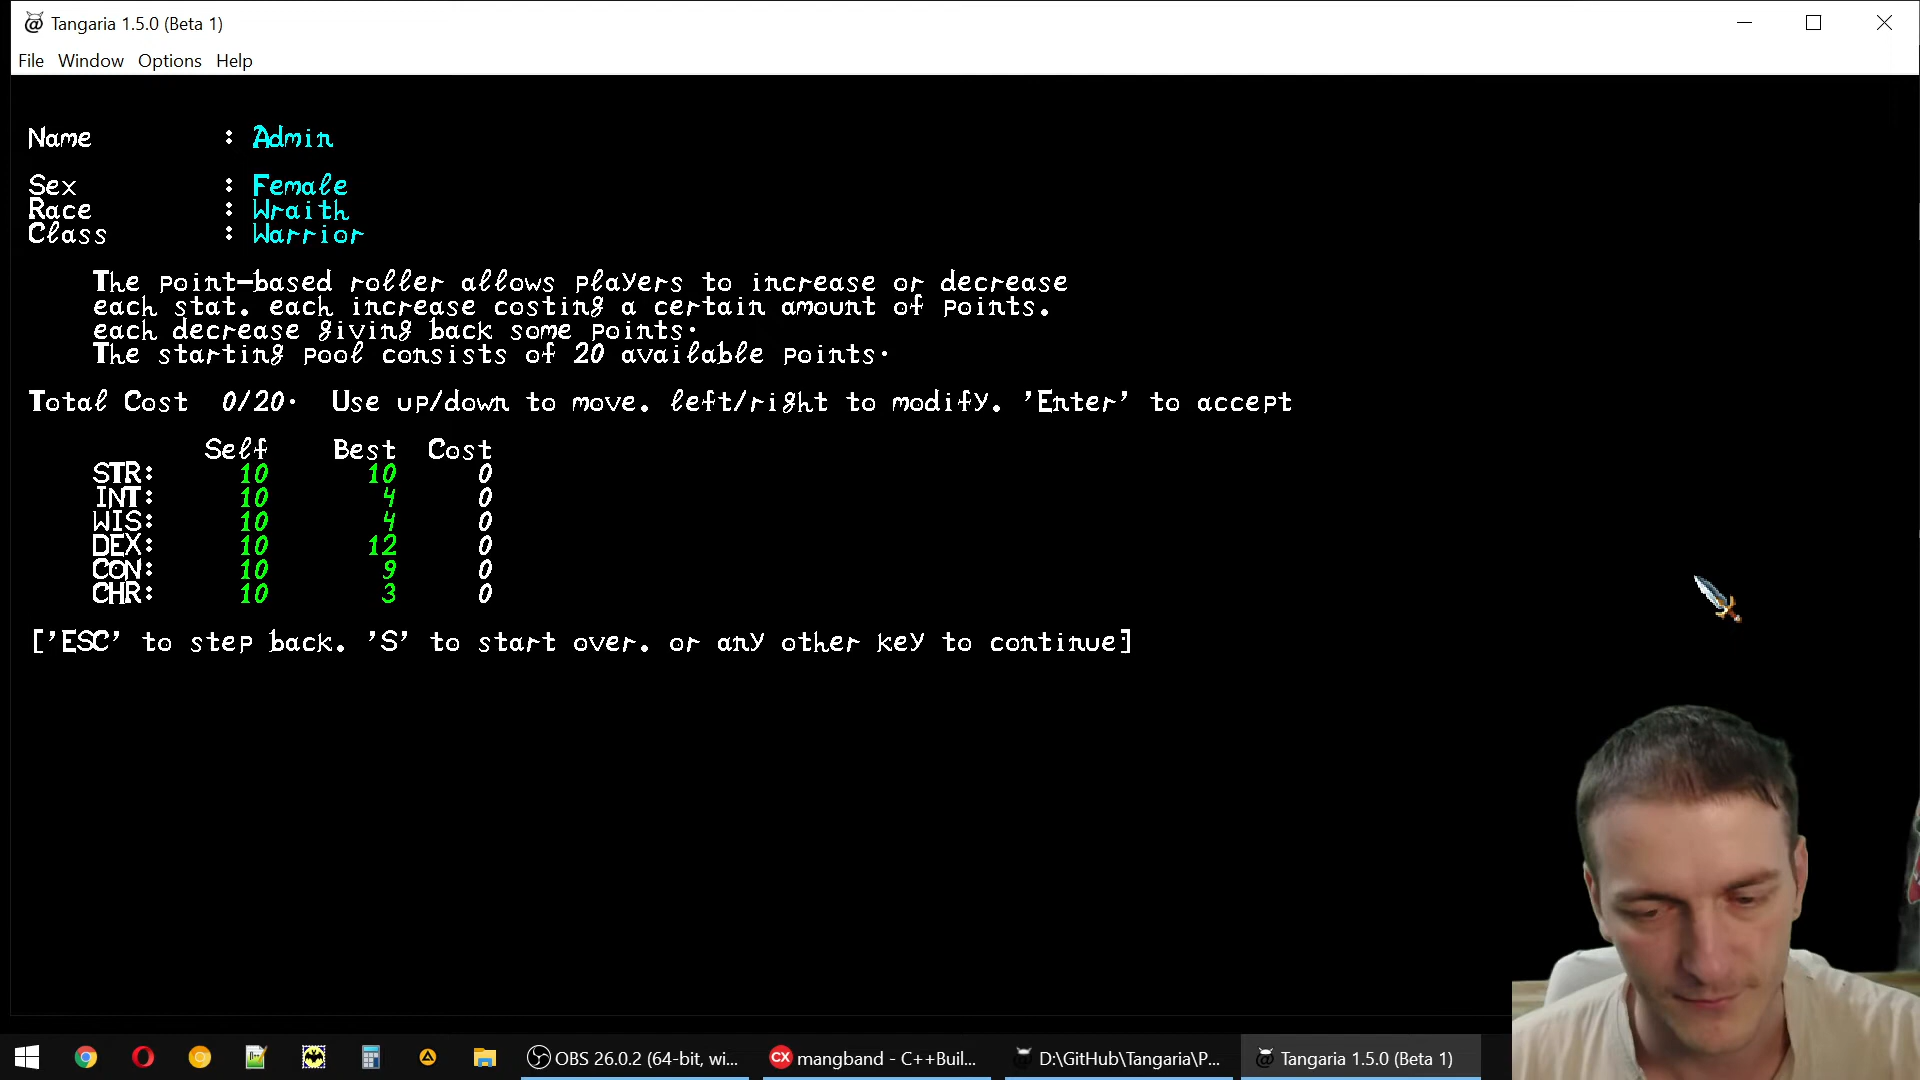 Tangaria 1.5.0 (Beta 1)
File Window Options Help
Name : Admin
Sex : Female
Race : Wraith
Class : Warrior
The point-based roller allows players to increase or decrease
each stat. each increase costing a certain amount of points.
each decrease giving back some points.
The starting pool consists of 20 available points.
Total Cost 0/20. Use up/down to move. left/right to modify. 'Enter' to accept
Self Best Cost
STR: 10 10 0
INT: 10 4 0
WIS: 10 4 0
DEX: 10 12 0
CON: 10 9 0
CHR: 10 3 0
['ESC' to step back. 'S' to start over. or any other key to continue]
OBS 26.0.2 (64-bit, wi... CX mangband - C++Buil... D:\GitHub\Tangaria\P... Tangaria 1.5.0 (Beta 1)